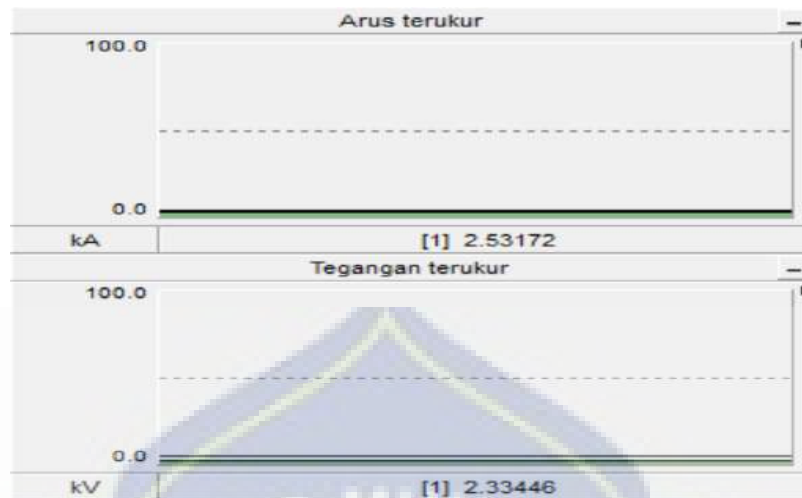 Arus terukur
100.0
0.0
kA [1] 2.53172
Tegangan terukur
100.0
0.0
kV [1] 2.33446